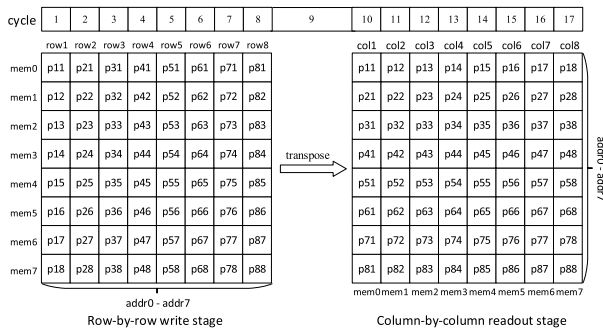 cycle 1 2 3 4 5 6 7 8 9 10 11 12 13 14 15 16 17
row1 row2 row3 row4 row5 row6 row7 row8 col1 col2 col3 col4 col5 col6 col7 col8
mem0 p11 p21 p31 p41 p51 p61 p71 p81 p11 p12 p13 p14 p15 p16 p17 p18
mem1 p12 p22 p32 p42 p52 p62 p72 p82 p21 p22 p23 p24 p25 p26 p27 p28
mem2 p13 p23 p33 p43 p53 p63 p73 p83 p31 p32 p33 p34 p35 p36 p37 p38
mem3 p14 p24 p34 p44 p54 p64 p74 p84 transpose p41 p42 p43 p44 p45 p46 p47 p48
mem4 p15 p25 p35 p45 p55 p65 p75 p85 p51 p52 p53 p54 p55 p56 p57 p58
mem5 p16 p26 p36 p46 p56 p66 p76 p86 p61 p62 p63 p64 p65 p66 p67 p68
mem6 p17 p27 p37 p47 p57 p67 p77 p87 p71 p72 p73 p74 p75 p76 p77 p78
mem7 p18 p28 p38 p48 p58 p68 p78 p88 p81 p82 p83 p84 p85 p86 p87 p88
addr0 - addr7
mem0 mem1 mem2 mem3 mem4 mem5 mem6 mem7
addr0 - addr7
Row-by-row write stage Column-by-column readout stage